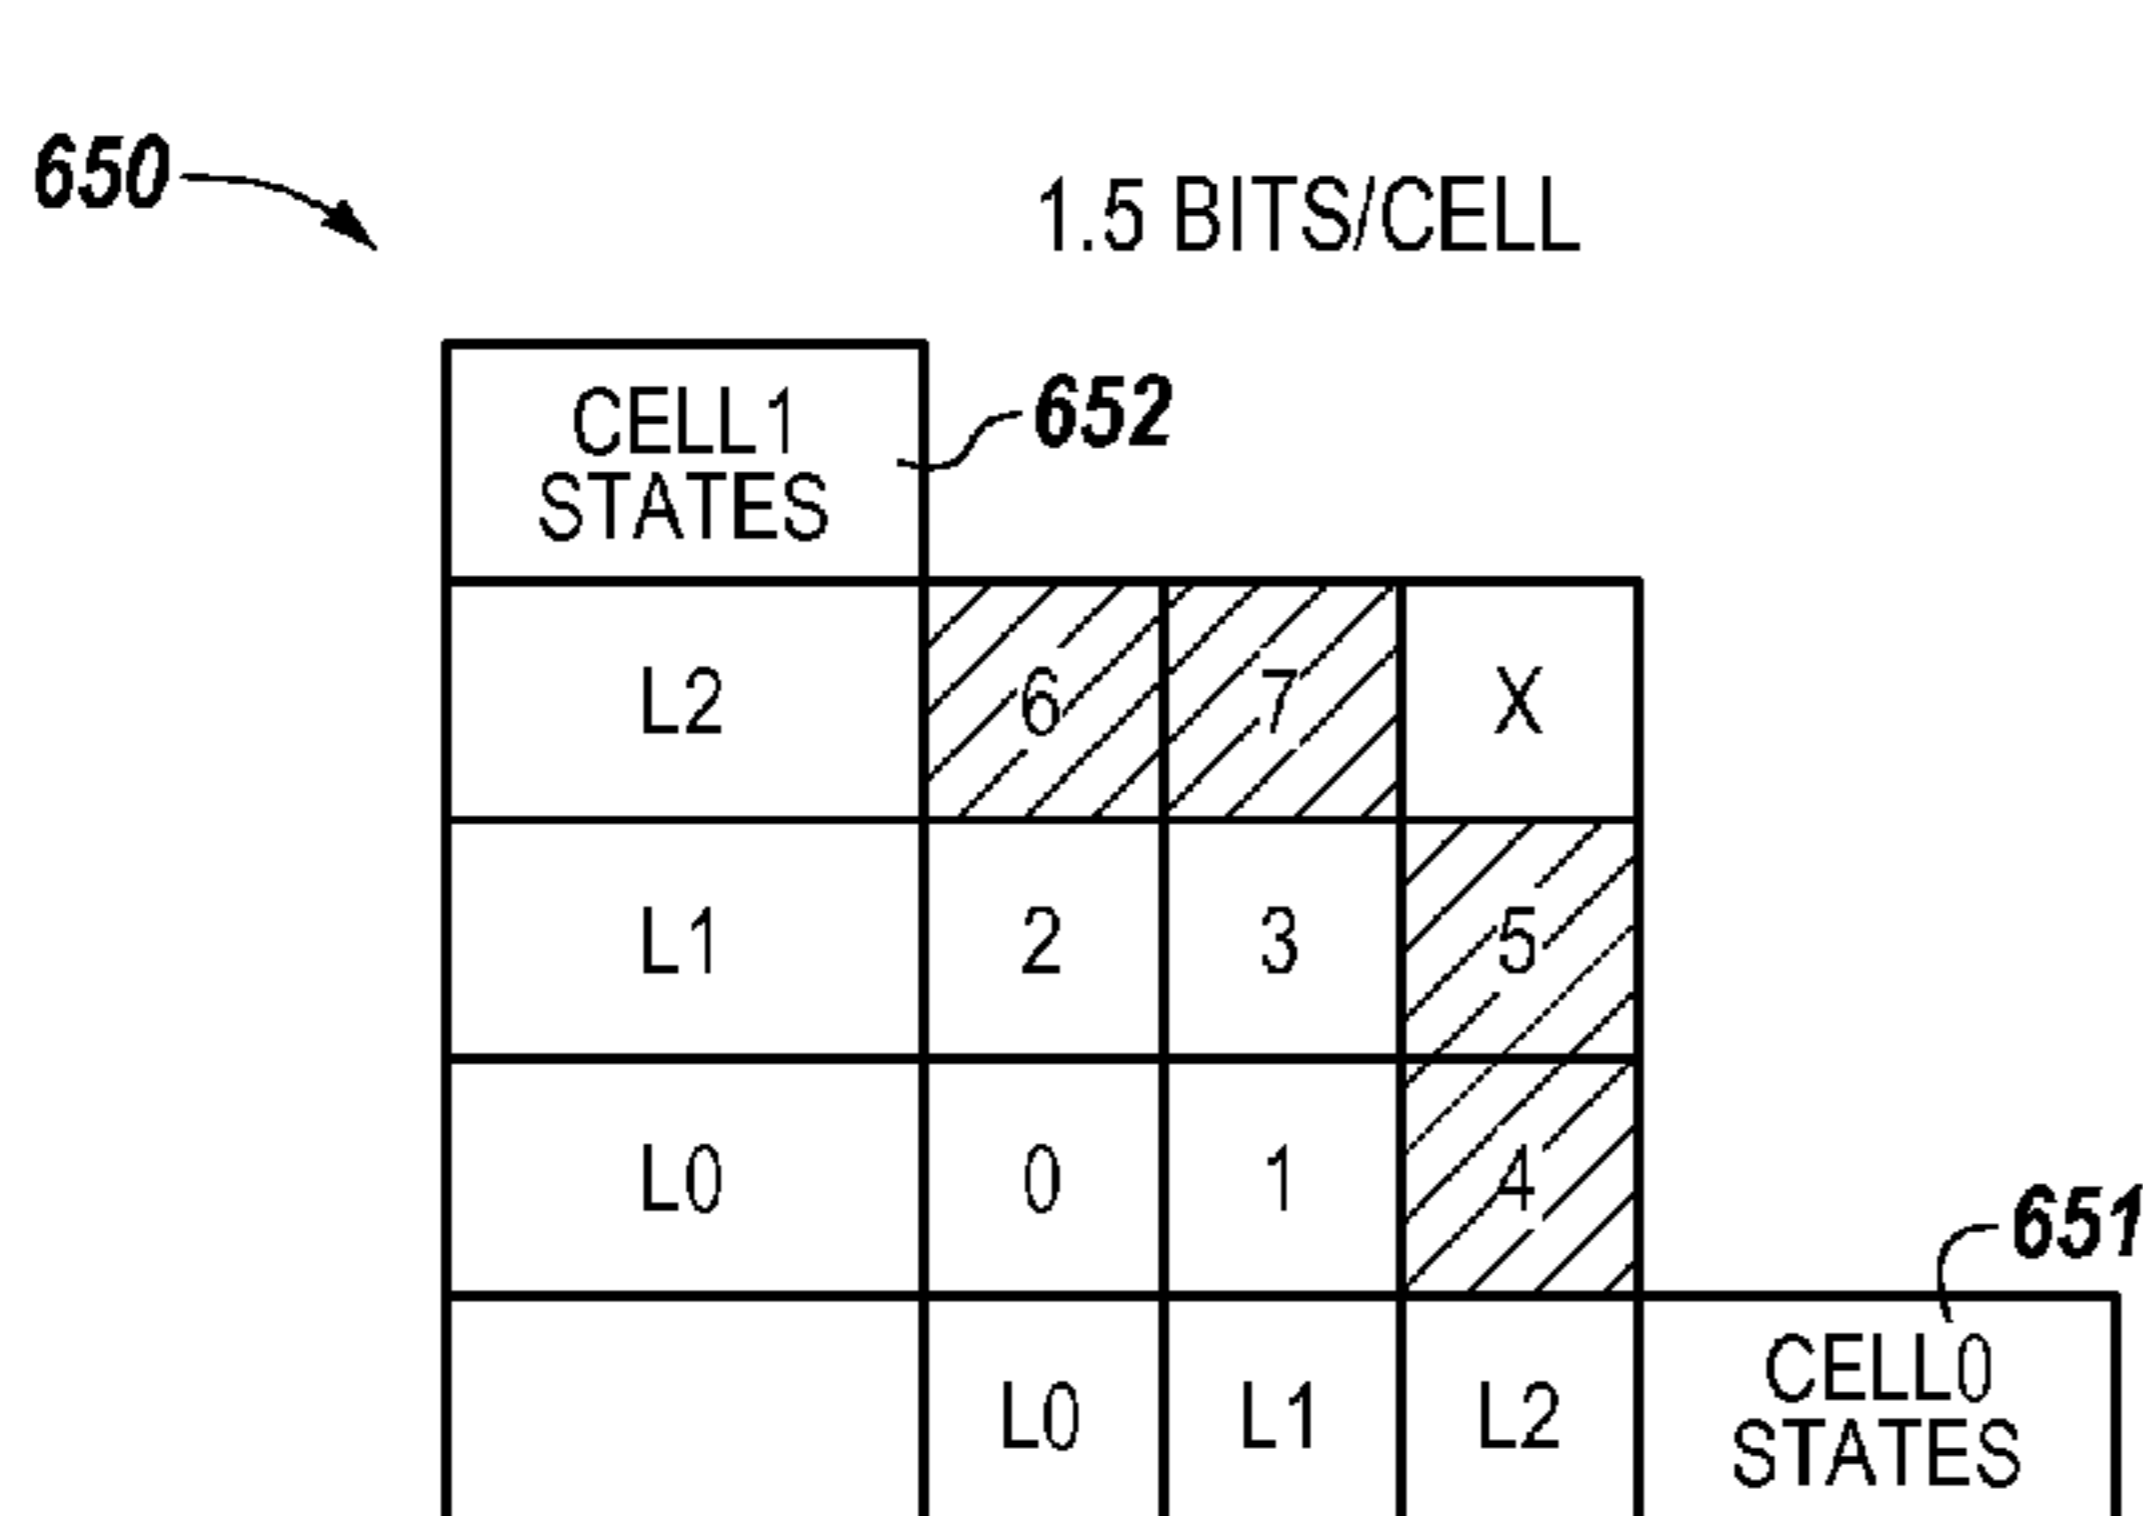 650
1.5 BITS/CELL
CELL1
STATES
652
L2 6 7 X
L1 2 3 5
L0 0 1 4
651
L0 L1 L2
CELL0
STATES